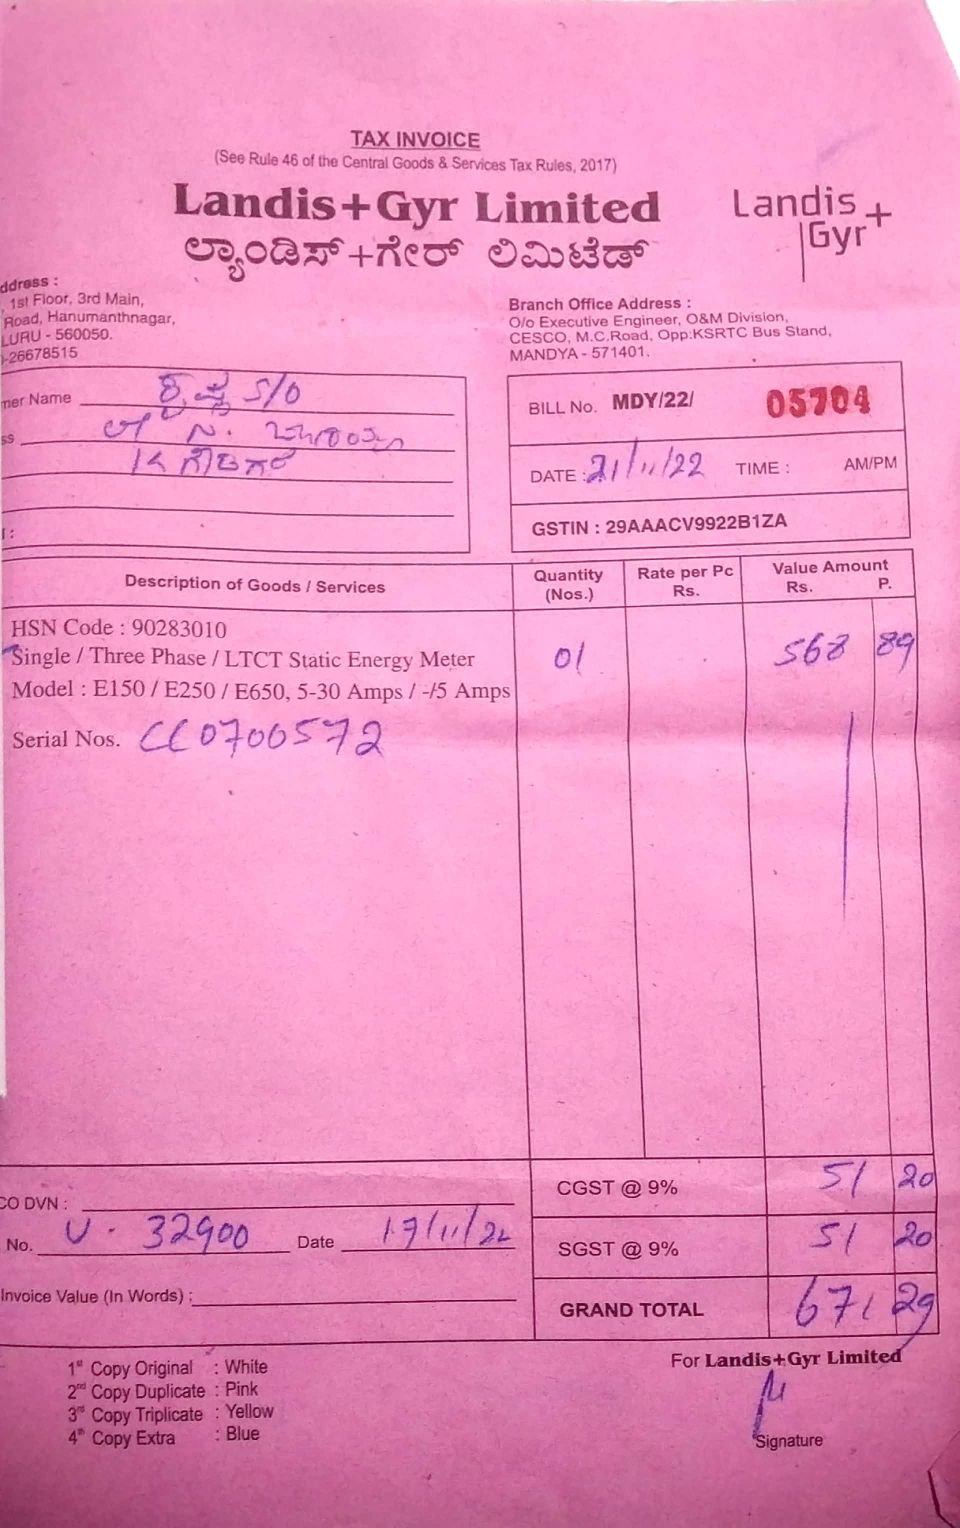 TAX INVOICE
(See Rule 46 of the Central Goods & Services Tax Rules, 2017)
Landis+Gyr Limited
ಲ್ಯಾಂಡಿಸ್+ಗೇರ್ ಲಿಮಿಟೆಡ್
Landis+
Gyr
ddress :
1st Floor, 3rd Main,
Road, Hanumanthnagar,
LURU - 560050.
-26678515
Branch Office Address :
O/o Executive Engineer, O&M Division,
CESCO, M.C.Road, Opp:KSRTC Bus Stand,
MANDYA - 571401.
mer Name S/O
ss
BILL No. MDY/22/ 05704
DATE : 21/11/22 TIME : AM/PM
GSTIN : 29AAACV9922B1ZA
Description of Goods / Services Quantity (Nos.) Rate per Pc Rs. Value Amount Rs. P.
HSN Code : 90283010
Single / Three Phase / LTCT Static Energy Meter 01 568 89
Model : E150 / E250 / E650, 5-30 Amps / -/5 Amps
Serial Nos. CC0700572
CGST @ 9% 51 20
CO DVN :
No. U - 32900 Date 17/11/22
SGST @ 9% 51 20
Invoice Value (In Words) :
GRAND TOTAL 671 29
1st Copy Original : White
2nd Copy Duplicate : Pink
3rd Copy Triplicate : Yellow
4th Copy Extra : Blue
For Landis+Gyr Limited
Signature